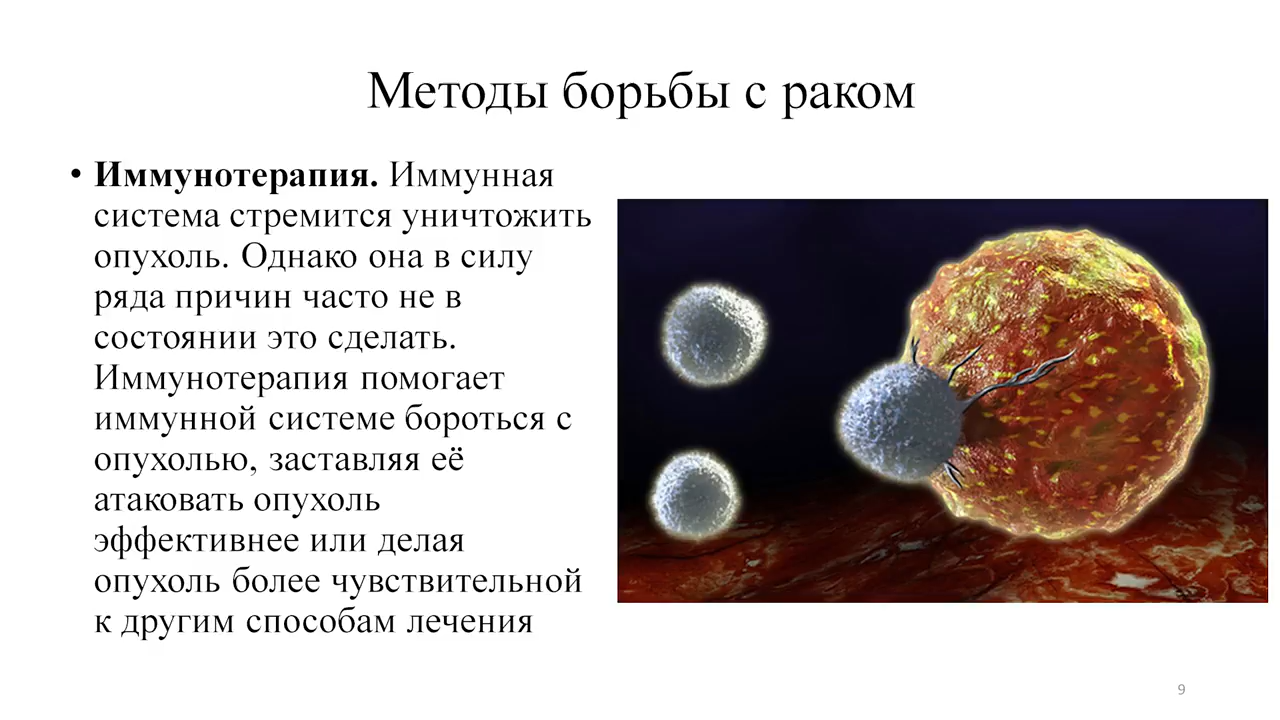 Методы борьбы с раком
• Иммунотерапия. Иммунная
система стремится уничтожить
опухоль. Однако она в силу
ряда причин часто не в
состоянии это сделать.
Иммунотерапия помогает
иммунной системе бороться с
опухолью, заставляя её
атаковать опухоль
эффективнее или делая
опухоль более чувствительной
к другим способам лечения
9